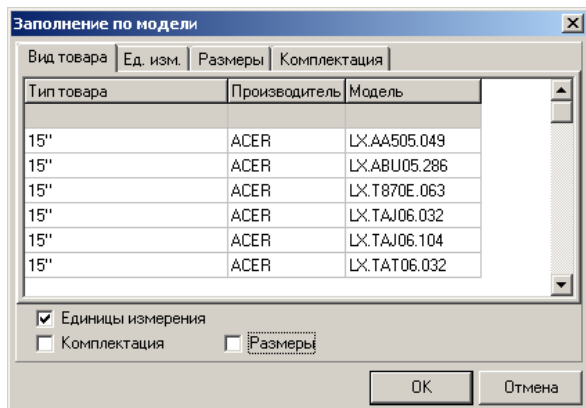 Заполнение по модели
Вид товара Ед. изм. Размеры Комплектация
Тип товара Производитель Модель
15" ACER LX.AA505.049
15" ACER LX.ABU05.286
15" ACER LX.T870E.063
15" ACER LX.TAJ06.032
15" ACER LX.TAJ06.104
15" ACER LX.TAT06.032
Единицы измерения
Комплектация Размеры
OK Отмена